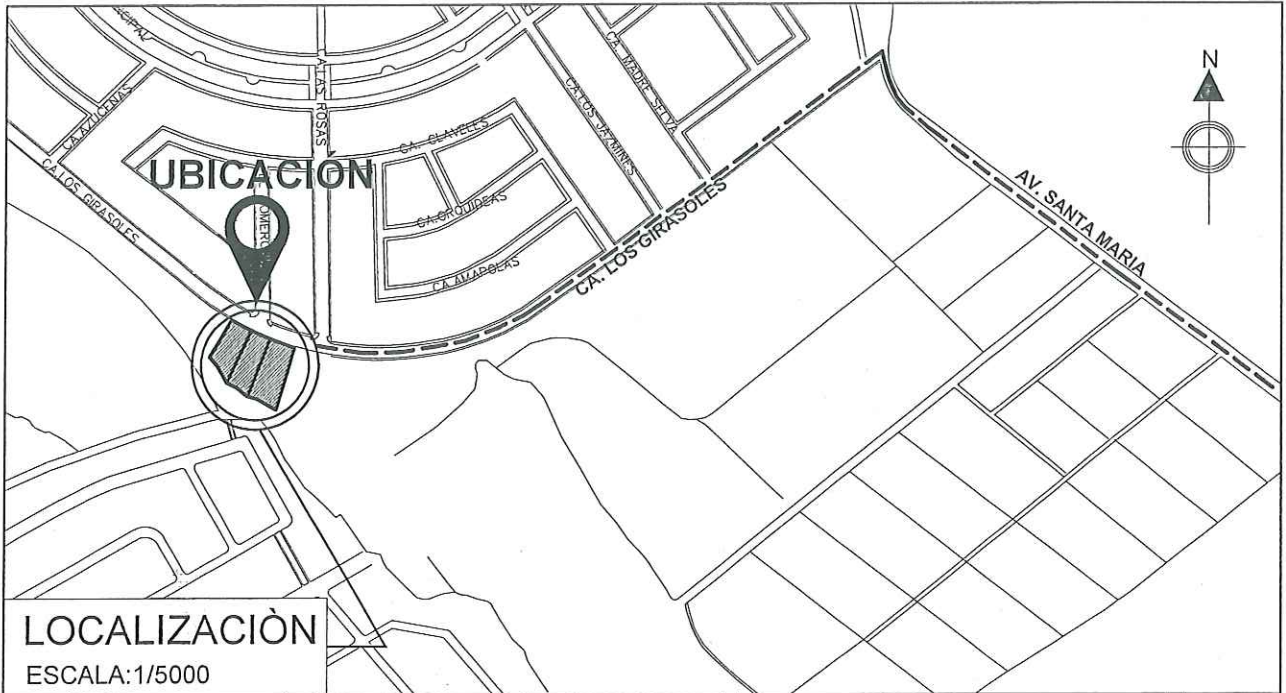 CA. AZUCENAS
CA. LAS ROSAS
CA. CLAVELES
CA. LOS JAZMINES
CA. MADRE SELVA
N
CA. LOS GIRASOLES
UBICACIÓN
CA. ORQUIDEAS
CA. AMAPOLAS
CA. LOS GIRASOLES
AV. SANTA MARIA
LOCALIZACIÒN
ESCALA:1/5000